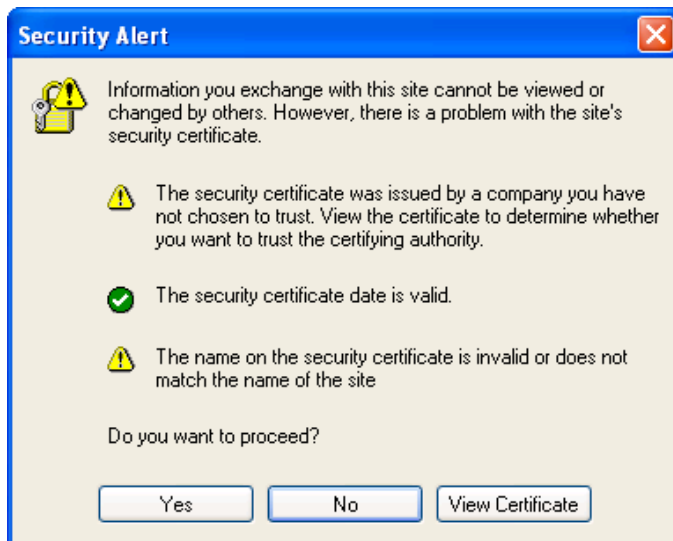 Security Alert
Information you exchange with this site cannot be viewed or
changed by others. However, there is a problem with the site's
security certificate.
The security certificate was issued by a company you have
not chosen to trust. View the certificate to determine whether
you want to trust the certifying authority.
The security certificate date is valid.
The name on the security certificate is invalid or does not
match the name of the site
Do you want to proceed?
Yes No View Certificate